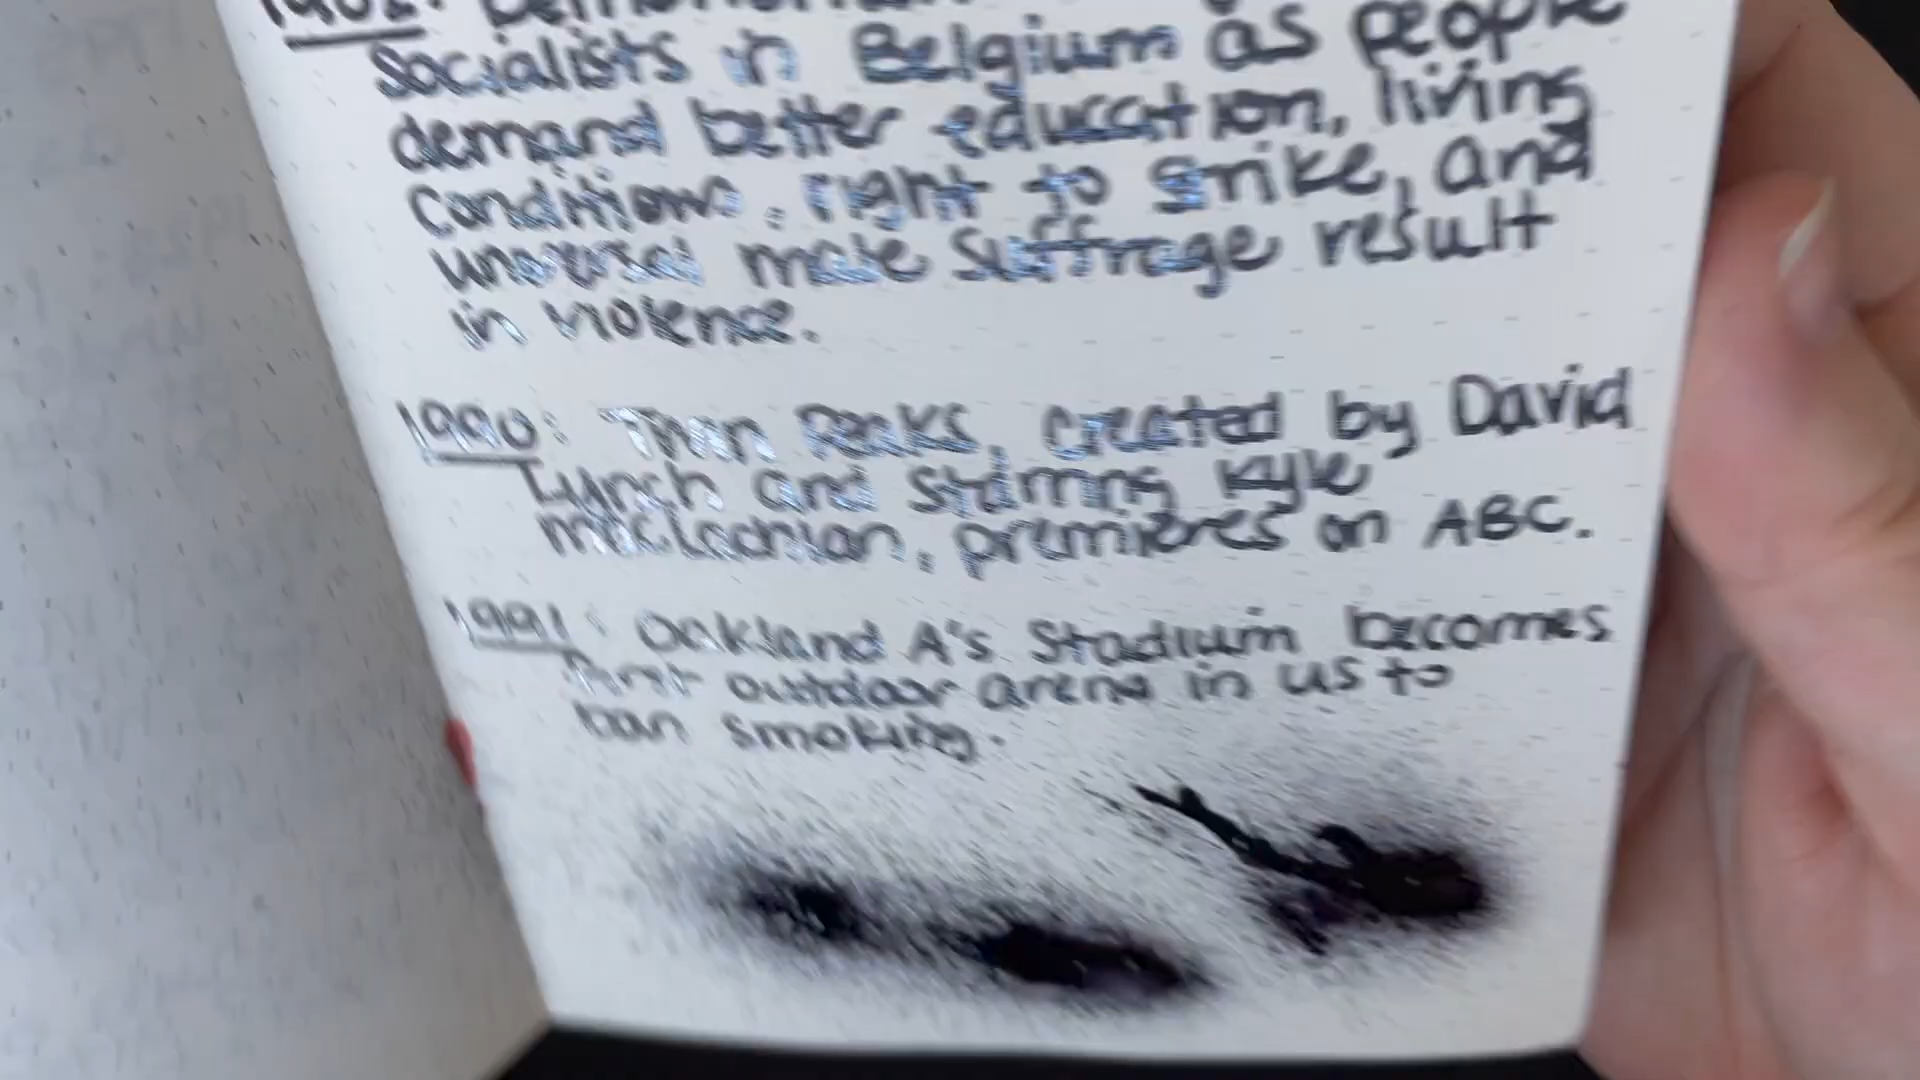 1902: Demonstration
Socialists in Belgium as people
demand better education, living
conditions, right to strike, and
universal male suffrage result
in violence.
1990: Twin Peaks, created by David
Lynch and starring Kyle
MacLachlan, premieres on ABC.
1991: Oakland A's Stadium becomes
first outdoor arena in US to
ban smoking.